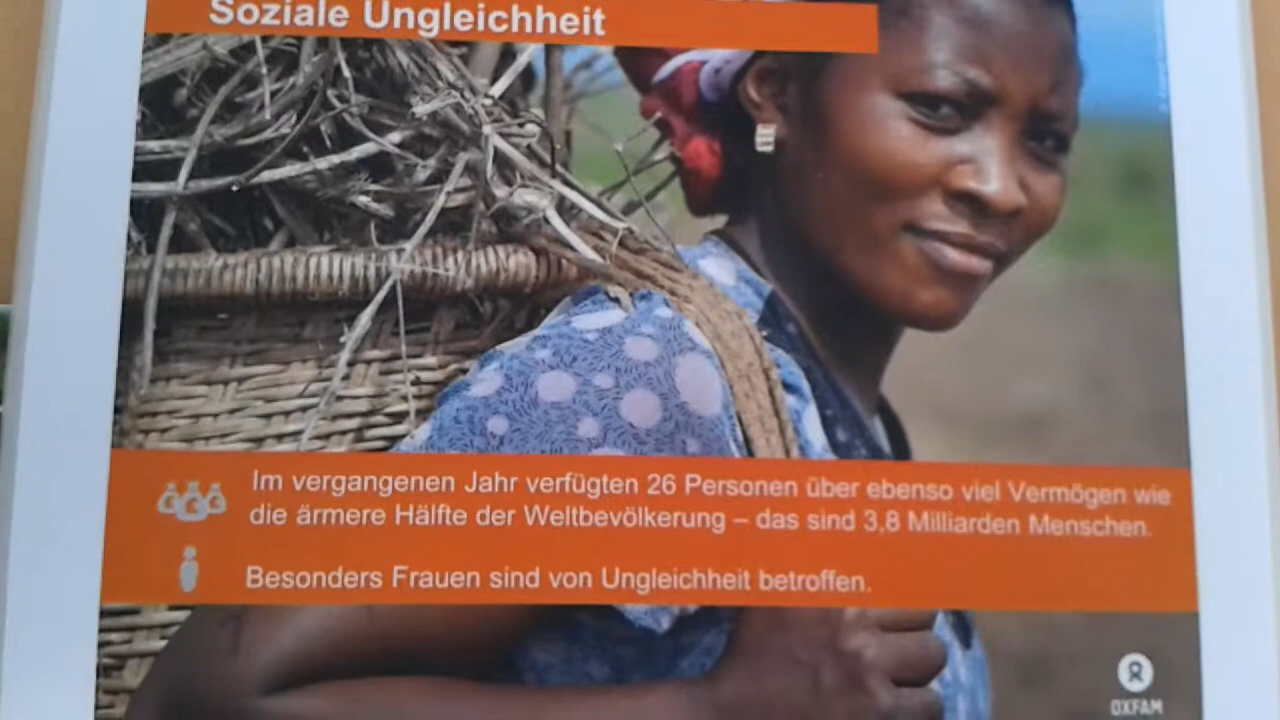 Soziale Ungleichheit
Im vergangenen Jahr verfügten 26 Personen über ebenso viel Vermögen wie
die ärmere Hälfte der Weltbevölkerung – das sind 3,8 Milliarden Menschen.
Besonders Frauen sind von Ungleichheit betroffen.
OXFAM